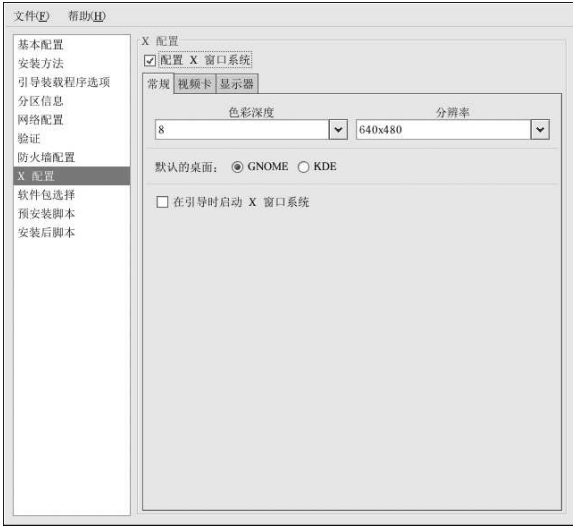 文件(F) 帮助(H)
基本配置
安装方法
引导装载程序选项
分区信息
网络配置
验证
防火墙配置
X 配置
软件包选择
预安装脚本
安装后脚本
X 配置
配置 X 窗口系统
常规 视频卡 显示器
色彩深度 分辨率
8 640x480
默认的桌面： GNOME KDE
在引导时启动 X 窗口系统